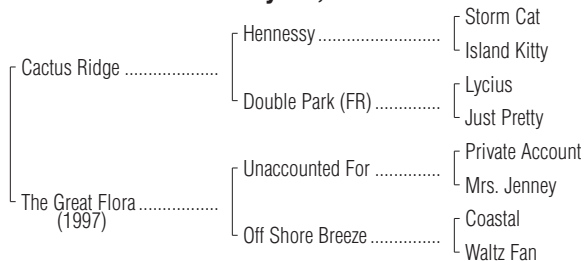 Storm Cat
Hennessy
Island Kitty
Cactus Ridge
Lycius
Double Park (FR)
Just Pretty
Private Account
Unaccounted For
Mrs. Jenney
The Great Flora
(1997)
Coastal
Off Shore Breeze
Waltz Fan